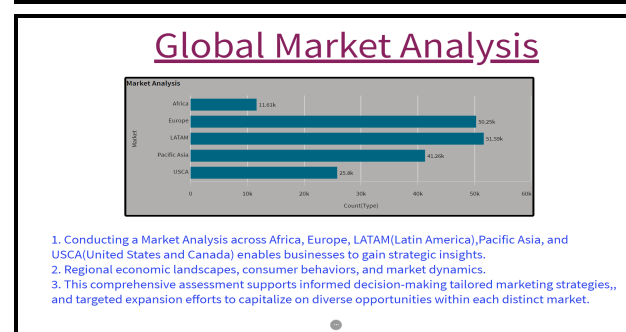 Global Market Analysis
Market Analysis
Market
Africa 11.61k
Europe 50.25k
LATAM 51.59k
Pacific Asia 41.26k
USCA 25.8k
0 10k 20k 30k 40k 50k 60k
Count(Type)
1. Conducting a Market Analysis across Africa, Europe, LATAM(Latin America),Pacific Asia, and
USCA(United States and Canada) enables businesses to gain strategic insights.
2. Regional economic landscapes, consumer behaviors, and market dynamics.
3. This comprehensive assessment supports informed decision-making tailored marketing strategies,,
and targeted expansion efforts to capitalize on diverse opportunities within each distinct market.